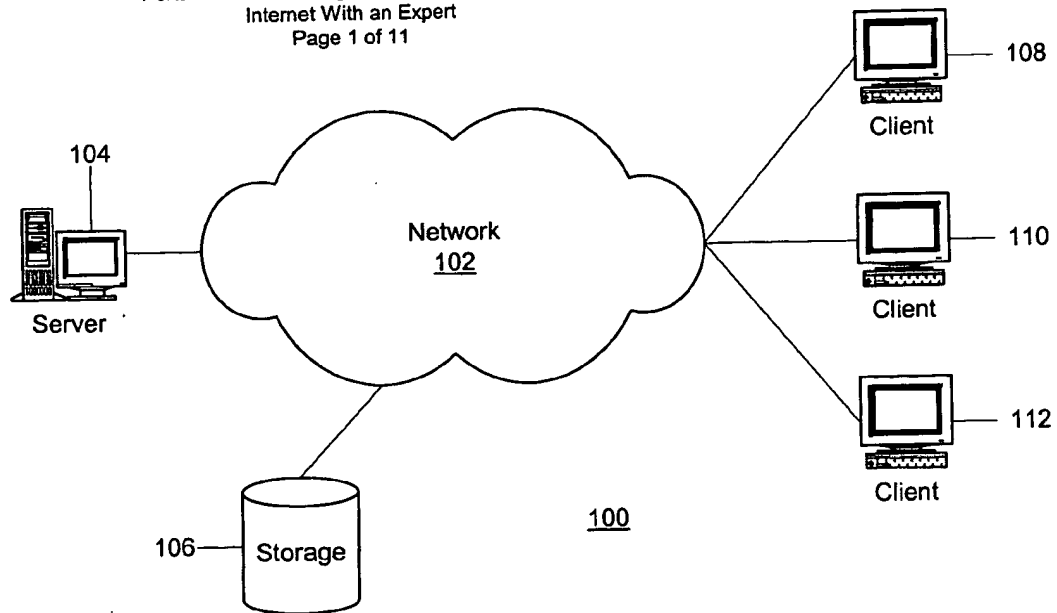 Internet With an Expert
Page 1 of 11
108
Client
104
Network
102
110
Client
Server
112
Client
106
Storage
100